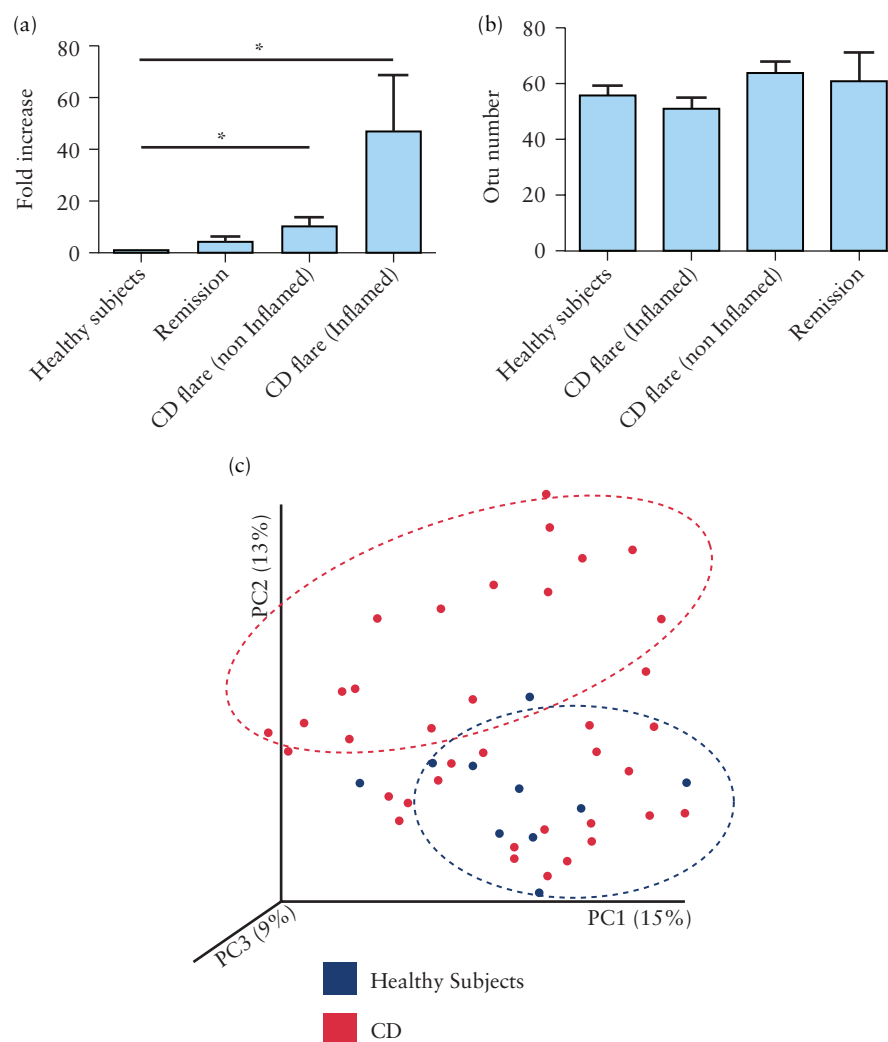 (a)
Fold increase
80
60
40
20
0
*
*
Healthy subjects
Remission
CD flare (non Inflamed)
CD flare (Inflamed)
(b)
Otu number
80
60
40
20
0
Healthy subjects
CD flare (Inflamed)
CD flare (non Inflamed)
Remission
(c)
PC2 (13%)
PC3 (9%)
PC1 (15%)
Healthy Subjects
CD